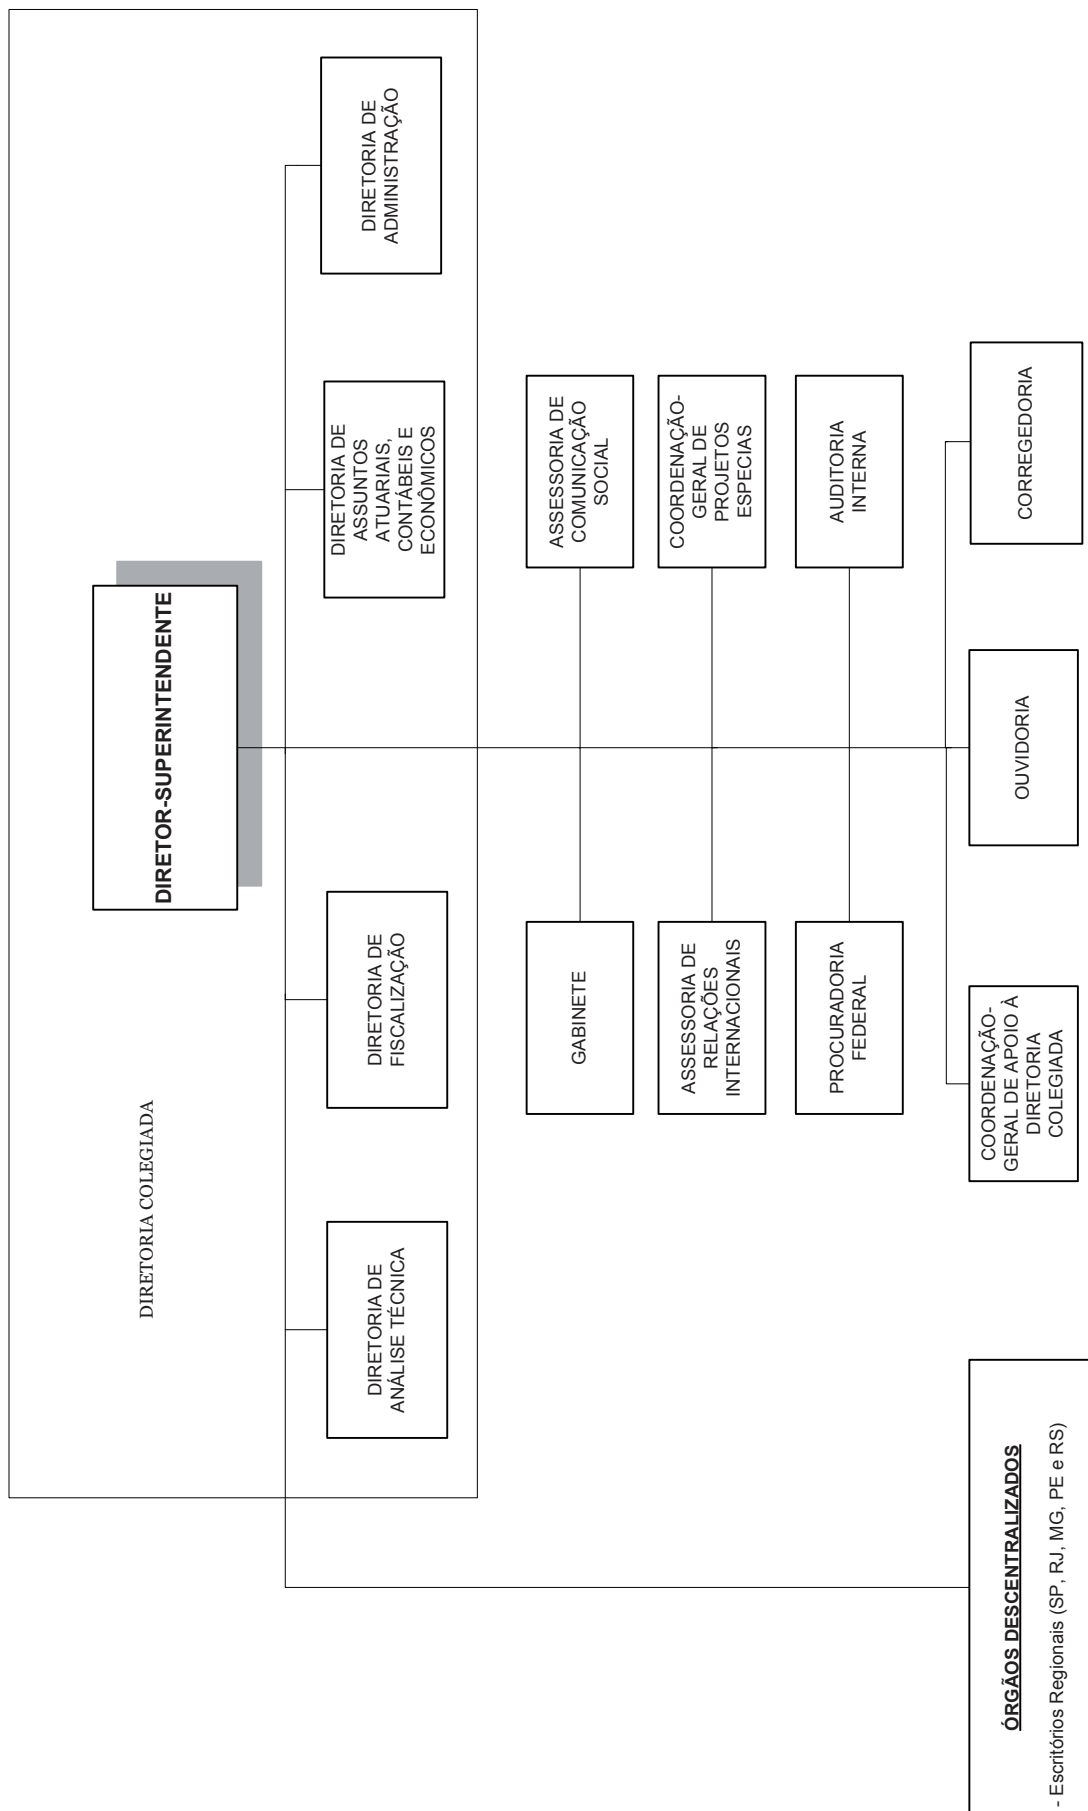 DIRETORIA COLEGIADA
DIRETOR-SUPERINTENDENTE
DIRETORIA DE
ANÁLISE TÉCNICA
DIRETORIA DE
FISCALIZAÇÃO
DIRETORIA DE
ASSUNTOS
ATUARIAIS,
CONTÁBEIS E
ECONÔMICOS
DIRETORIA DE
ADMINISTRAÇÃO
GABINETE
ASSESSORIA DE
COMUNICAÇÃO
SOCIAL
ASSESSORIA DE
RELAÇÕES
INTERNACIONAIS
COORDENAÇÃO-
GERAL DE
PROJETOS
ESPECIAS
PROCURADORIA
FEDERAL
AUDITORIA
INTERNA
ÓRGÃOS DESCENTRALIZADOS
- Escritórios Regionais (SP, RJ, MG, PE e RS)
COORDENAÇÃO-
GERAL DE APOIO À
DIRETORIA
COLEGIADA
OUVIDORIA
CORREGEDORIA